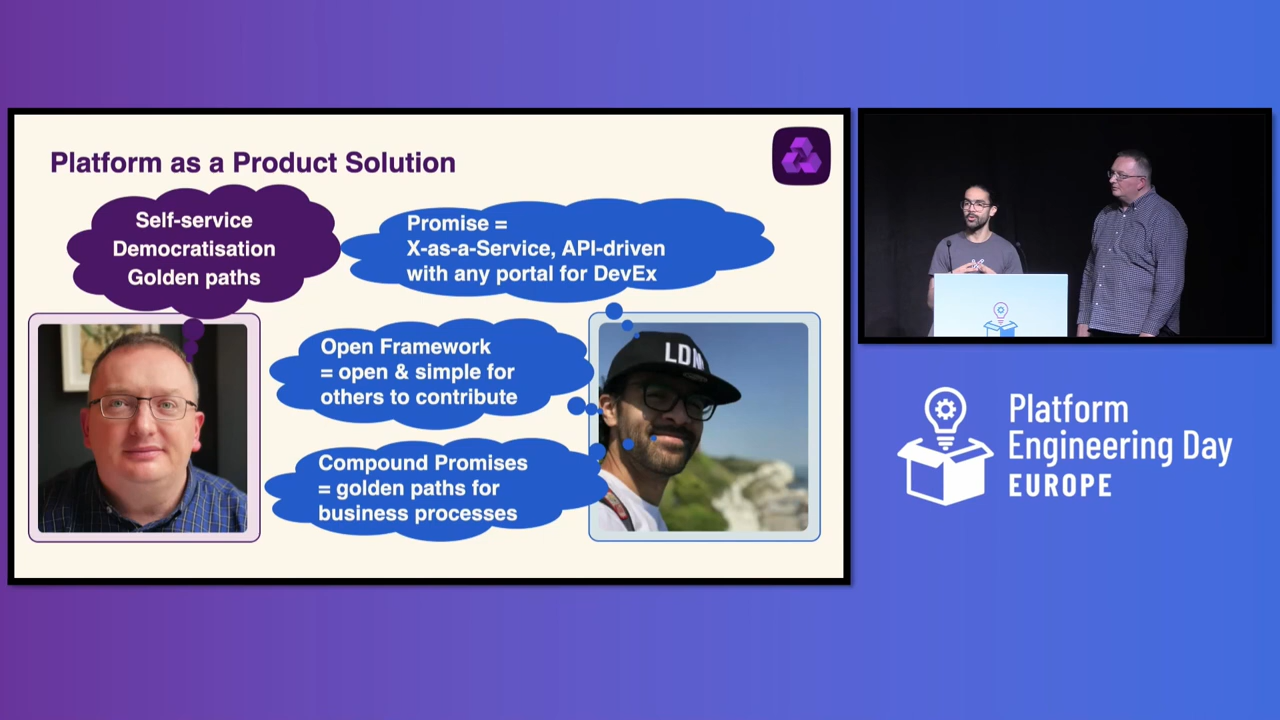 Platform as a Product Solution
Self-service
Democratisation
Golden paths
Promise =
X-as-a-Service, API-driven
with any portal for DevEx
Open Framework
= open & simple for
others to contribute
Compound Promises
= golden paths for
business processes
LDN
Platform
Engineering Day
EUROPE